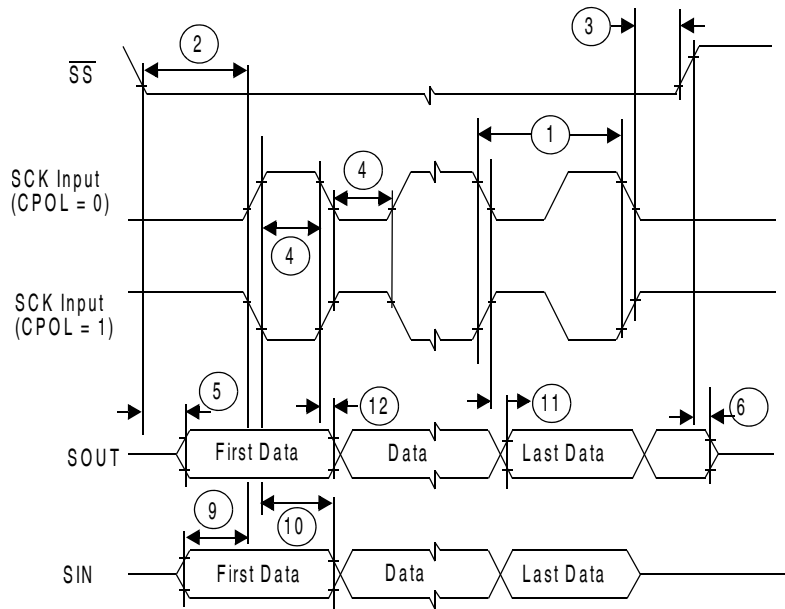 2
3
SS
1
SCK Input
(CPOL = 0)
4
4
SCK Input
(CPOL = 1)
5
12
11
6
SOUT
First Data
Data
Last Data
9
10
SIN
First Data
Data
Last Data